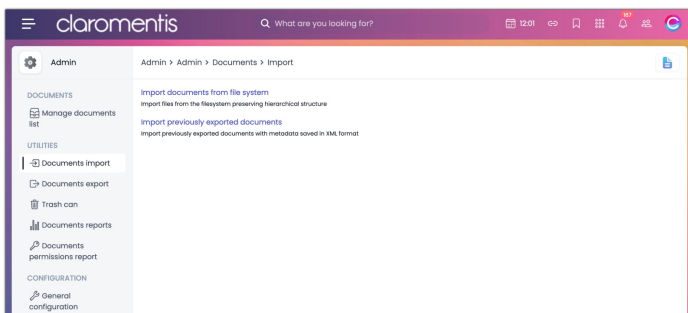 claromentis
What are you looking for?
12:01
167
Admin
Admin > Admin > Documents > Import
DOCUMENTS
Manage documents
list
UTILITIES
Documents import
Documents export
Trash can
Documents reports
Documents
permissions report
CONFIGURATION
General
configuration
Import documents from file system
Import files from the filesystem preserving hierarchical structure
Import previously exported documents
Import previously exported documents with metadata saved in XML format